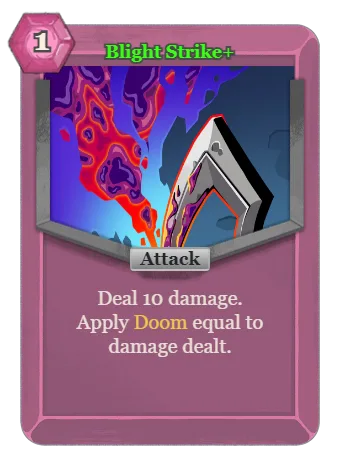 1
Blight Strike+
Attack
Deal 10 damage.
Apply Doom equal to
damage dealt.